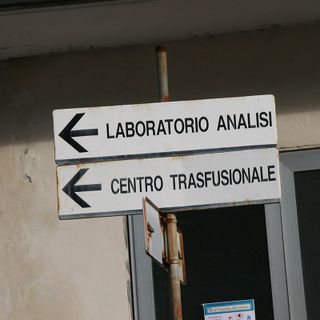 LABORATORIO ANALISI
CENTRO TRASFUSIONALE